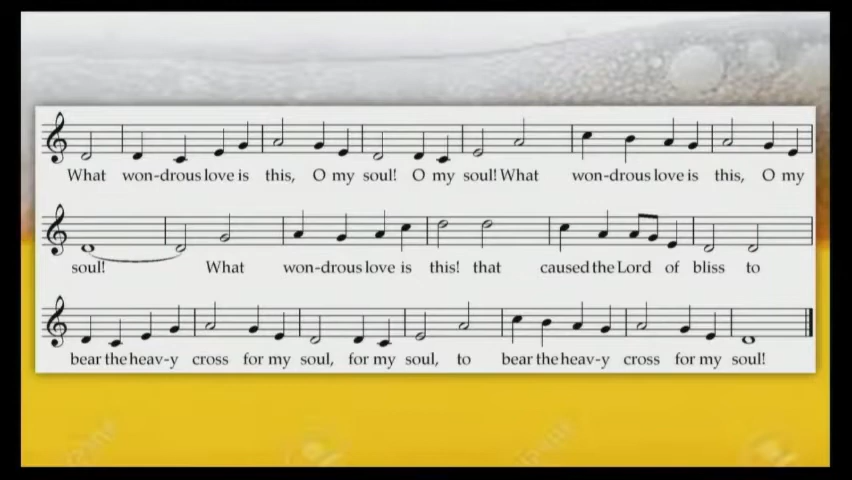 What won-drous love is this, O my soul! O my soul! What won-drous love is this, O my
soul! What won-drous love is this! that caused the Lord of bliss to
bear the heav-y cross for my soul, for my soul, to bear the heav-y cross for my soul!